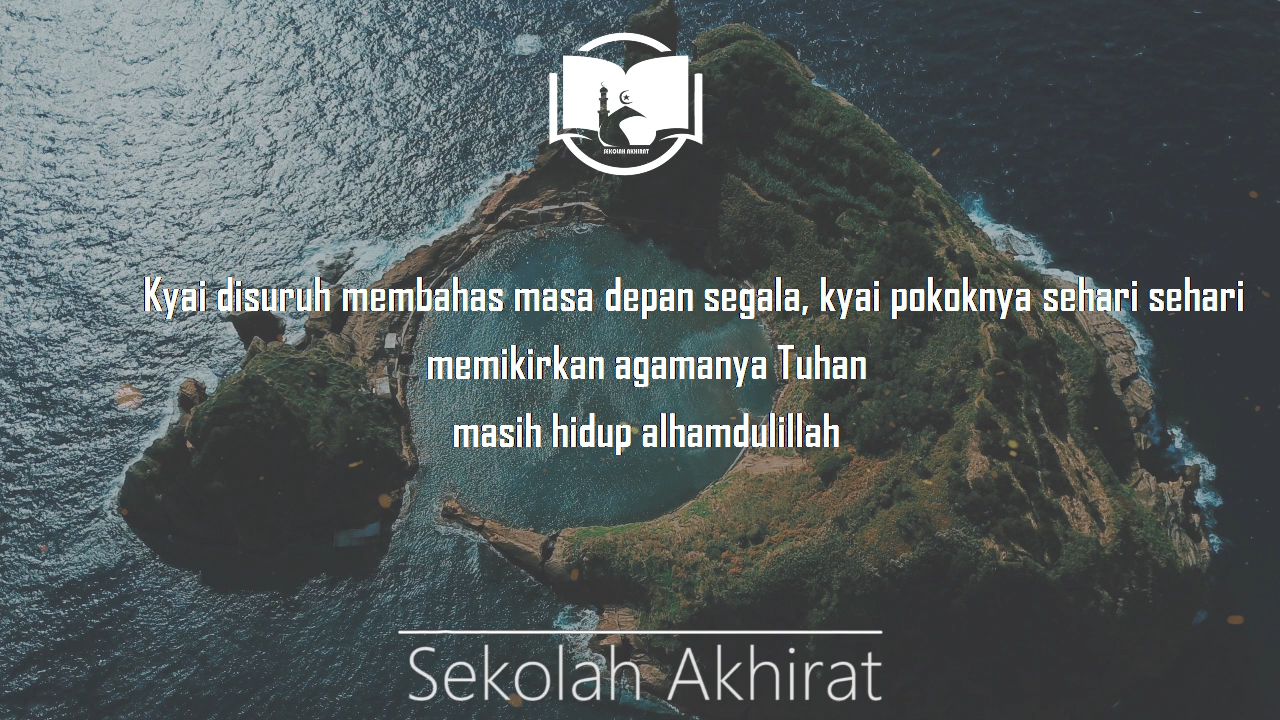 SEKOLAH AKHIRAT
Kyai disuruh membahas masa depan segala, kyai pokoknya sehari sehari
memikirkan agamanya Tuhan
masih hidup alhamdulillah
Sekolah Akhirat